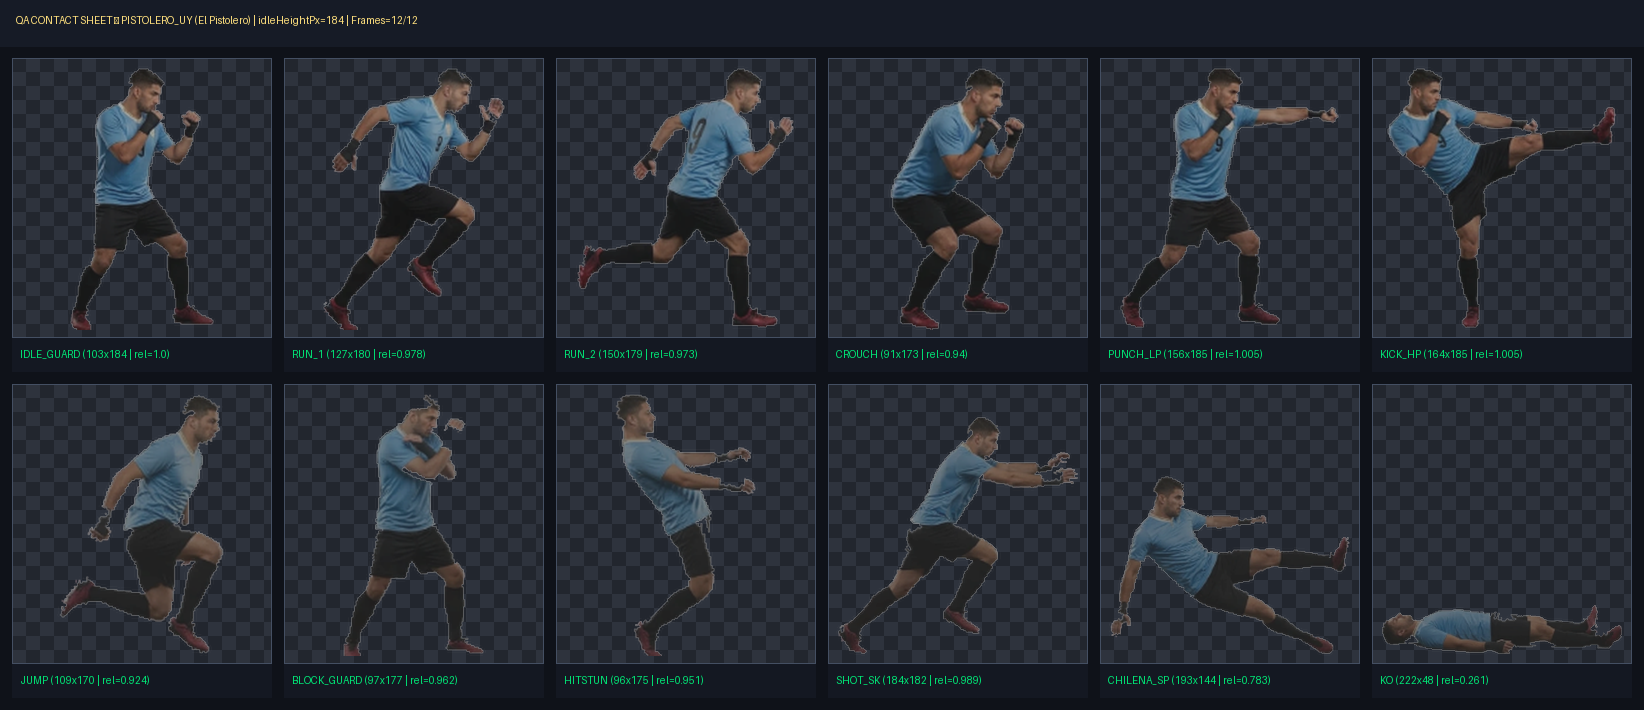 QA CONTACT SHEET▯PISTOLERO_UY (El Pistolero) | idleHeightPx=184 | Frames=12/12
9
9
9
IDLE_GUARD (103x184 | rel=1.0)
RUN_1 (127x180 | rel=0.978)
RUN_2 (150x179 | rel=0.973)
CROUCH (91x173 | rel=0.94)
PUNCH_LP (156x185 | rel=1.005)
KICK_HP (164x185 | rel=1.005)
JUMP (109x170 | rel=0.924)
BLOCK_GUARD (97x177 | rel=0.962)
HITSTUN (96x175 | rel=0.951)
SHOT_SK (184x182 | rel=0.989)
CHILENA_SP (193x144 | rel=0.783)
KO (222x48 | rel=0.261)